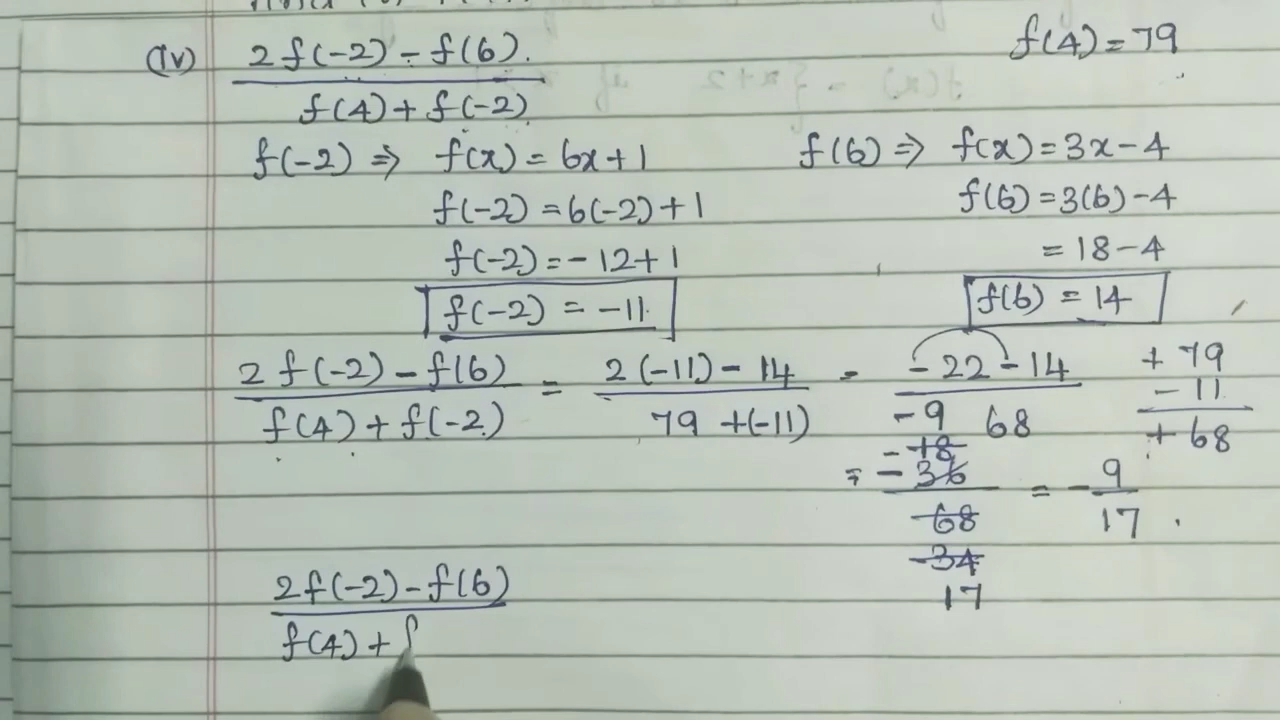 (iv) 2f(-2) - f(6).
f(4) + f(-2)
f(4) = 79
f(-2) ⇒ f(x) = 6x+1
f(-2) = 6(-2)+1
f(-2) = -12+1
f(-2) = -11
f(6) ⇒ f(x) = 3x-4
f(6) = 3(6)-4
= 18-4
f(6) = 14
2f(-2) - f(6) = 2(-11) - 14 = -22-14
f(4) + f(-2) 79 +(-11) 68
+79
-11
+68
-9
-18
= -36 = -9
68 17.
-34
17
2f(-2) - f(6)
f(4) + f